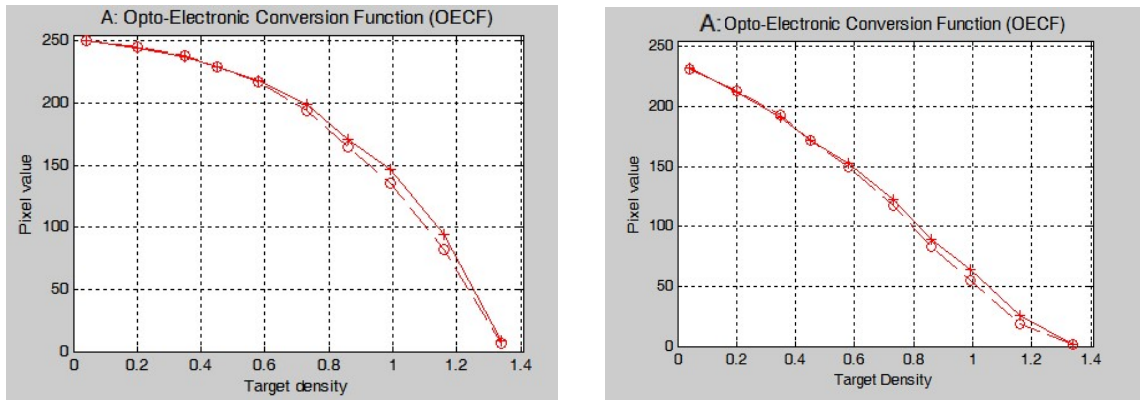 A: Opto-Electronic Conversion Function (OECF)
250
200
150
100
50
0
Pixel value
0 0.2 0.4 0.6 0.8 1 1.2 1.4
Target density
A: Opto-Electronic Conversion Function (OECF)
250
200
150
100
50
0
Pixel value
0 0.2 0.4 0.6 0.8 1 1.2 1.4
Target Density